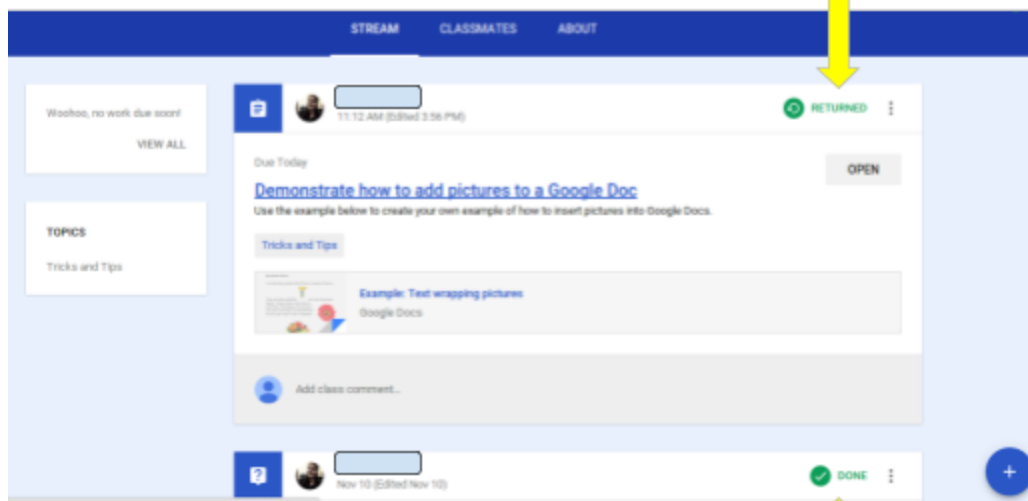 STREAM
CLASSMATES
ABOUT
Woohoo, no work due soon!
VIEW ALL
TOPICS
Tricks and Tips
11:12 AM (Edited 3:56 PM)
RETURNED
Due Today
OPEN
Demonstrate how to add pictures to a Google Doc
Use the example below to create your own example of how to insert pictures into Google Docs.
Tricks and Tips
Example: Text wrapping pictures
Google Docs
Add class comment...
Nov 10 (Edited Nov 10)
DONE